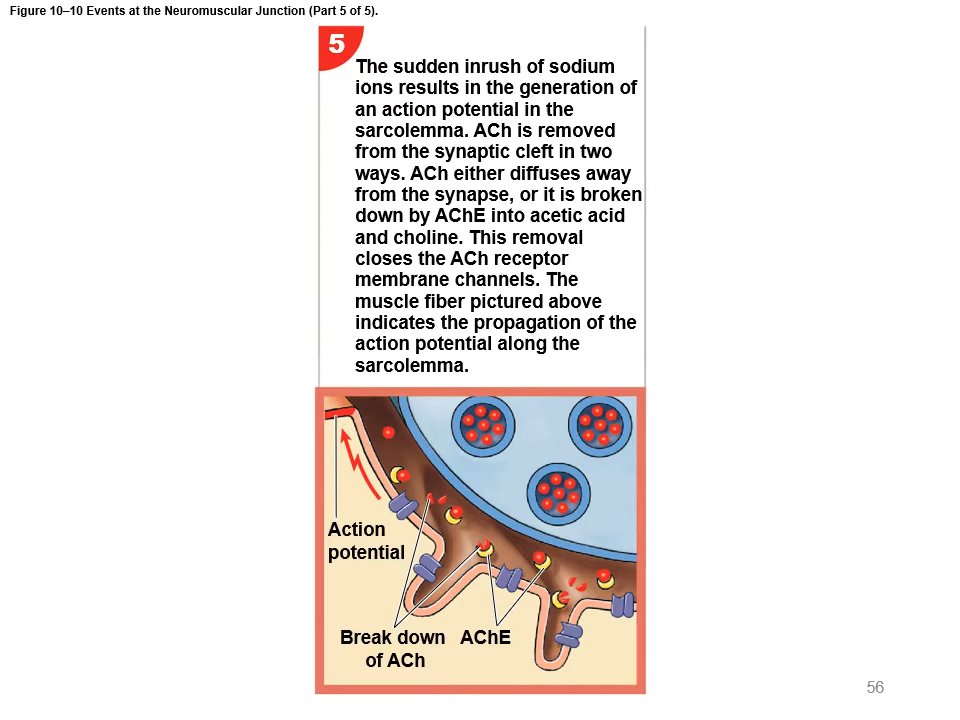 Figure 10–10 Events at the Neuromuscular Junction (Part 5 of 5).
5
The sudden inrush of sodium
ions results in the generation of
an action potential in the
sarcolemma. ACh is removed
from the synaptic cleft in two
ways. ACh either diffuses away
from the synapse, or it is broken
down by AChE into acetic acid
and choline. This removal
closes the ACh receptor
membrane channels. The
muscle fiber pictured above
indicates the propagation of the
action potential along the
sarcolemma.
Action
potential
Break down
of ACh
AChE
56